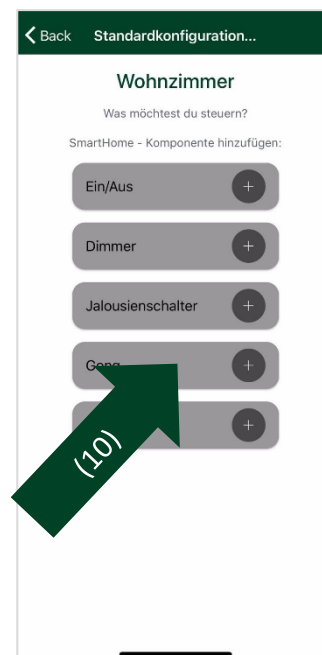 Back Standardkonfiguration...
Wohnzimmer
Was möchtest du steuern?
SmartHome - Komponente hinzufügen:
Ein/Aus
Dimmer
Jalousienschalter
Gong
(10)